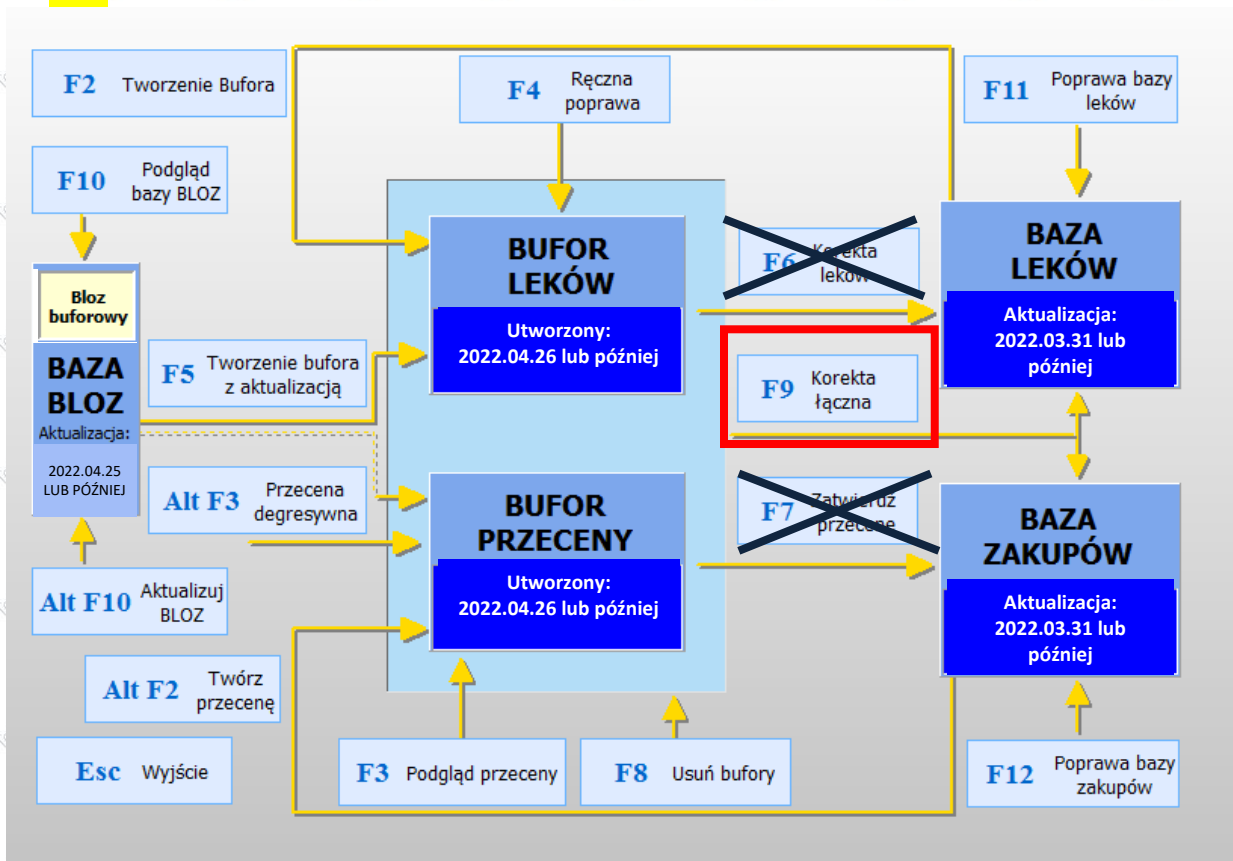 F2 Tworzenie Bufora
F4 Ręczna
poprawa
F11 Poprawa bazy
leków
F10 Podgląd
bazy BLOZ
BUFOR
LEKÓW
Utworzony:
2022.04.26 lub później
F6 Korekta
leków
BAZA
LEKÓW
Aktualizacja:
2022.03.31 lub
później
Bloz
buforowy
BAZA
BLOZ
Aktualizacja:
2022.04.25
LUB PÓŹNIEJ
F5 Tworzenie bufora
z aktualizacją
F9 Korekta
łączna
Alt F3 Przecena
degresywna
BUFOR
PRZECENY
Utworzony:
2022.04.26 lub później
F7 Zatwierdź
przecenę
BAZA
ZAKUPÓW
Aktualizacja:
2022.03.31 lub
później
Alt F10 Aktualizuj
BLOZ
Alt F2 Twórz
przecenę
Esc Wyjście
F3 Podgląd przeceny
F8 Usuń bufory
F12 Poprawa bazy
zakupów